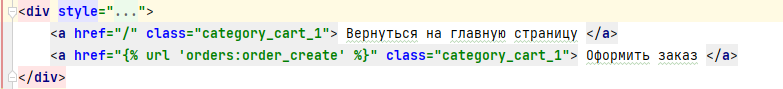 <div style="...">
<a href="/" class="category_cart_1"> Вернуться на главную страницу </a>
<a href="{% url 'orders:order_create' %}" class="category_cart_1"> Оформить заказ </a>
</div>